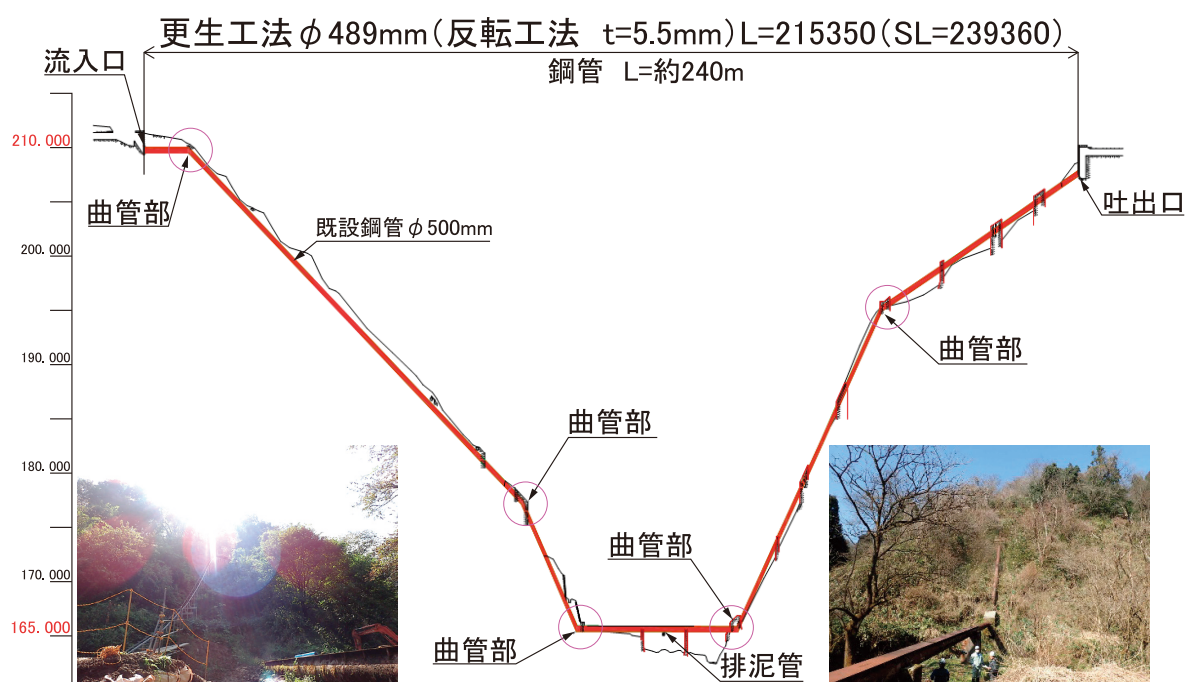 更生工法φ489mm(反転工法 t=5.5mm)L=215350(SL=239360)
流入口
鋼管 L=約240m
210.000
曲管部
吐出口
既設鋼管φ500mm
200.000
曲管部
190.000
曲管部
180.000
曲管部
170.000
165.000
曲管部
排泥管